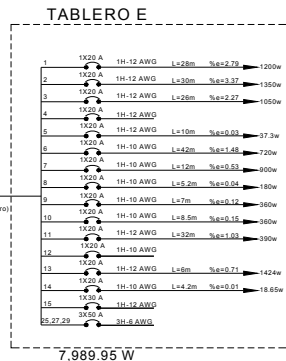 TABLERO E
1 1X20 A 1H-12 AWG L=28m %e=2.79 1200w
2 1X20 A 1H-12 AWG L=30m %e=3.37 1350w
3 1X20 A 1H-12 AWG L=26m %e=2.27 1050w
4 1X20 A 1H-12 AWG
5 1X20 A 1H-12 AWG L=10m %e=0.03 37.3w
6 1X20 A 1H-10 AWG L=42m %e=1.48 720w
7 1X20 A 1H-10 AWG L=12m %e=0.53 900w
8 1X20 A 1H-10 AWG L=5.2m %e=0.04 180w
9 1X20 A 1H-10 AWG L=7m %e=0.12 360w
ro)
10 1X20 A 1H-10 AWG L=8.5m %e=0.15 360w
11 1X20 A 1H-10 AWG L=32m %e=1.03 390w
12 1X20 A 1H-10 AWG
13 1X20 A 1H-12 AWG L=6m %e=0.71 1424w
14 1X20 A 1H-10 AWG L=4.2m %e=0.01 18.65w
15 1X30 A 1H-12 AWG
25,27,29 3X50 A 3H-6 AWG
7,989.95 W